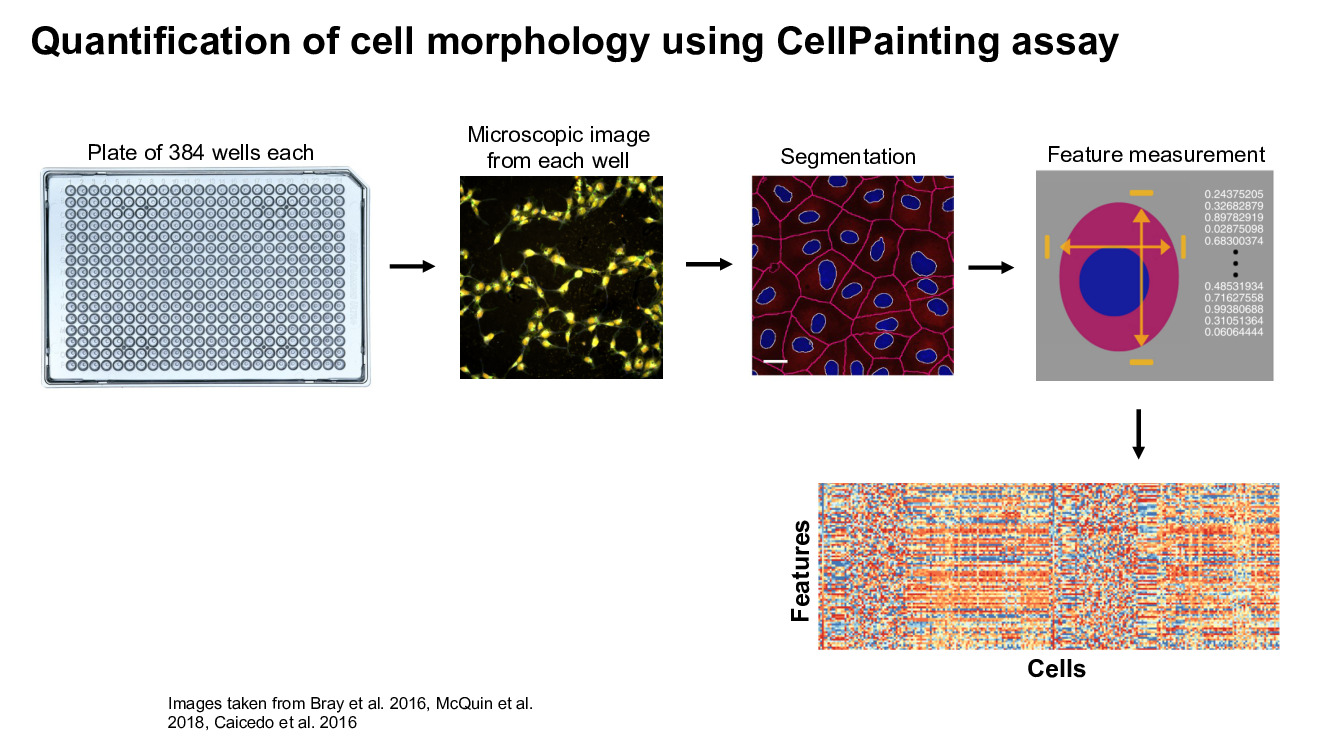 Quantification of cell morphology using CellPainting assay
Plate of 384 wells each
Microscopic image
from each well
Segmentation
Feature measurement
0.24375205
0.32682879
0.89782919
0.02875098
0.68300374
0.48531934
0.71627558
0.99380688
0.31051364
0.06064444
Features
Cells
Images taken from Bray et al. 2016, McQuin et al.
2018, Caicedo et al. 2016